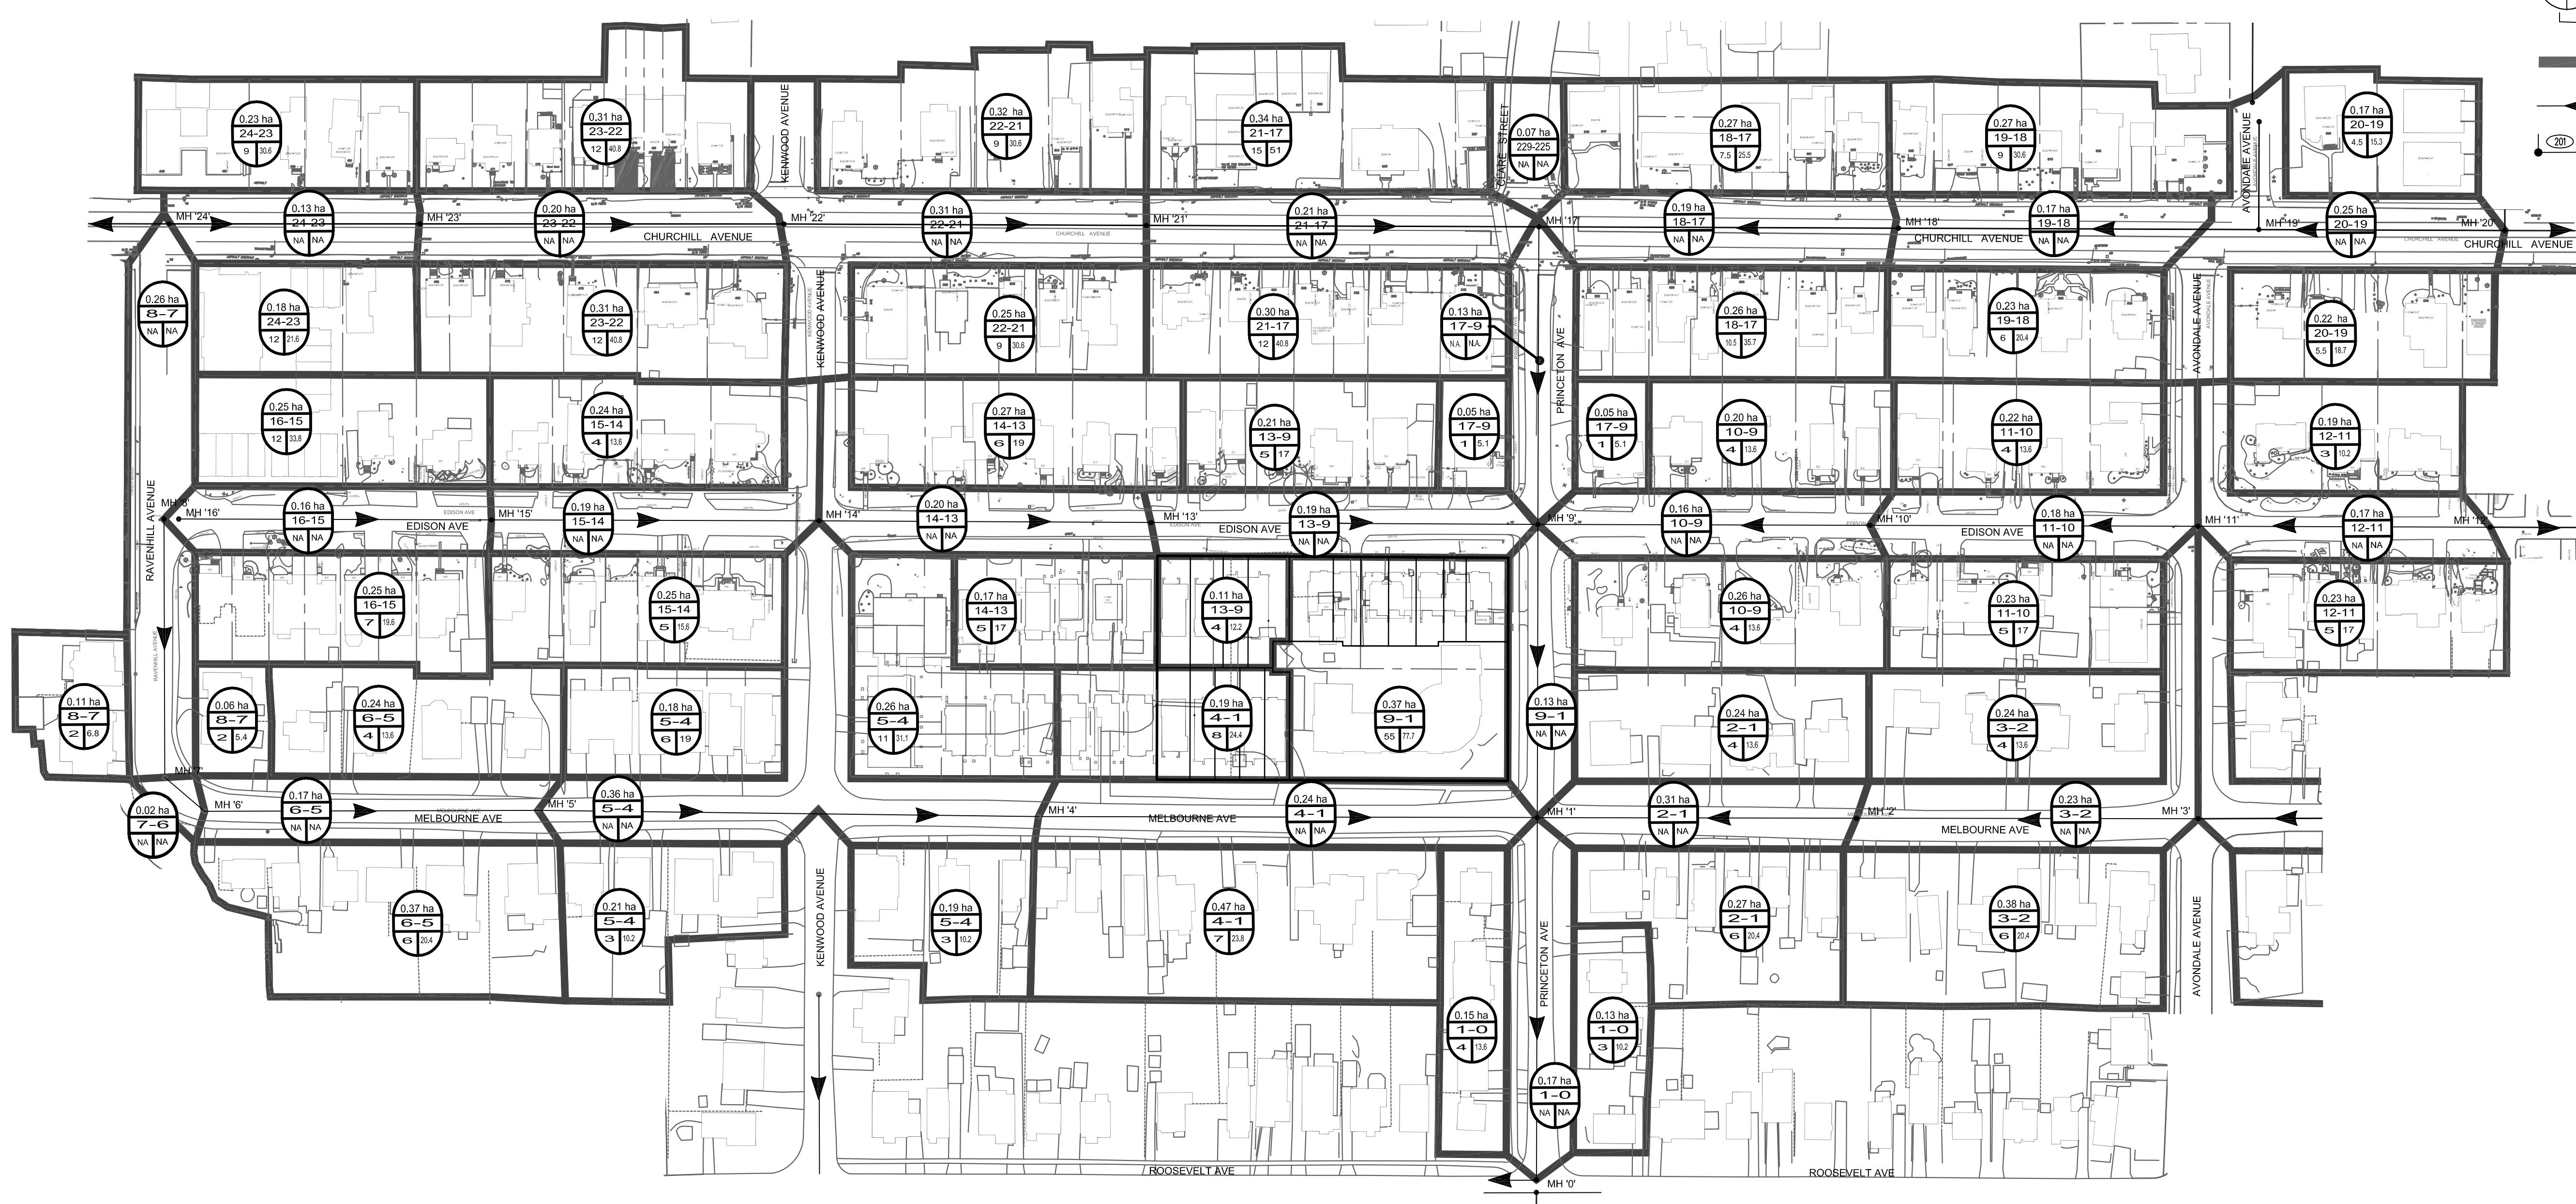 0.23 ha
24-23
9 30.6
0.31 ha
23-22
12 40.8
KENWOOD AVENUE
0.32 ha
22-21
9 30.6
0.34 ha
21-17
15 51
CLARE STREET
0.07 ha
229-225
NA NA
0.27 ha
18-17
7.5 25.5
0.27 ha
19-18
9 30.6
AVONDALE AVENUE
0.17 ha
20-19
4.5 15.3
201
MH '24'
0.13 ha
24-23
NA NA
MH '23'
0.20 ha
23-22
NA NA
CHURCHILL AVENUE
MH '22'
0.31 ha
22-21
NA NA
CHURCHILL AVENUE
MH '21'
0.21 ha
21-17
NA NA
MH '17'
0.19 ha
18-17
NA NA
MH '18'
CHURCHILL AVENUE
0.17 ha
19-18
NA NA
MH '19'
0.25 ha
20-19
NA NA
CHURCHILL AVENUE
MH '20'
CHURCHILL AVENUE
0.26 ha
8-7
NA NA
0.18 ha
24-23
12 21.6
0.31 ha
23-22
12 40.8
KENWOOD AVENUE
KENWOOD AVENUE
0.25 ha
22-21
9 30.6
0.30 ha
21-17
12 40.8
0.13 ha
17-9
N.A. N.A.
PRINCETON AVE
0.26 ha
18-17
10.5 35.7
0.23 ha
19-18
6 20.4
AVONDALE AVENUE
AVONDALE AVENUE
0.22 ha
20-19
5.5 18.7
0.25 ha
16-15
12 33.8
0.24 ha
15-14
4 13.6
0.27 ha
14-13
6 19
0.21 ha
13-9
5 17
0.05 ha
17-9
1 5.1
0.05 ha
17-9
1 5.1
0.20 ha
10-9
4 13.6
0.22 ha
11-10
4 13.6
0.19 ha
12-11
3 10.2
RAVENHILL AVENUE
MH '8'
MH '16'
0.16 ha
16-15
NA NA
EDISON AVE
EDISON AVE
MH '15'
0.19 ha
15-14
NA NA
MH '14'
0.20 ha
14-13
NA NA
MH '13'
EDISON AVE
EDISON AVE
0.19 ha
13-9
NA NA
MH '9'
0.16 ha
10-9
NA NA
MH '10'
EDISON AVE
0.18 ha
11-10
NA NA
MH '11'
0.17 ha
12-11
NA NA
MH '12'
0.25 ha
16-15
7 19.6
0.25 ha
15-14
5 15.6
0.17 ha
14-13
5 17
0.11 ha
13-9
4 12.2
0.26 ha
10-9
4 13.6
0.23 ha
11-10
5 17
0.23 ha
12-11
5 17
RAVENHILL AVENUE
0.11 ha
8-7
2 6.8
0.06 ha
8-7
2 5.4
0.24 ha
6-5
4 13.6
0.18 ha
5-4
6 19
0.26 ha
5-4
11 31.1
0.19 ha
4-1
8 24.4
0.37 ha
9-1
55 77.7
0.13 ha
9-1
NA NA
0.24 ha
2-1
4 13.6
0.24 ha
3-2
4 13.6
MH '7'
0.02 ha
7-6
NA NA
MH '6'
0.17 ha
6-5
NA NA
MELBOURNE AVE
MELBOURNE AVE
MH '5'
0.36 ha
5-4
NA NA
MH '4'
MELBOURNE AVE
0.24 ha
4-1
NA NA
MH '1'
0.31 ha
2-1
NA NA
MH '2'
MELBOURNE AVE
0.23 ha
3-2
NA NA
MH '3'
0.37 ha
6-5
6 20.4
0.21 ha
5-4
3 10.2
KENWOOD AVENUE
0.19 ha
5-4
3 10.2
0.47 ha
4-1
7 23.8
PRINCETON AVE
0.27 ha
2-1
6 20.4
0.38 ha
3-2
6 20.4
AVONDALE AVENUE
0.15 ha
1-0
4 13.6
0.13 ha
1-0
3 10.2
0.17 ha
1-0
NA NA
ROOSEVELT AVE
MH '0'
ROOSEVELT AVE